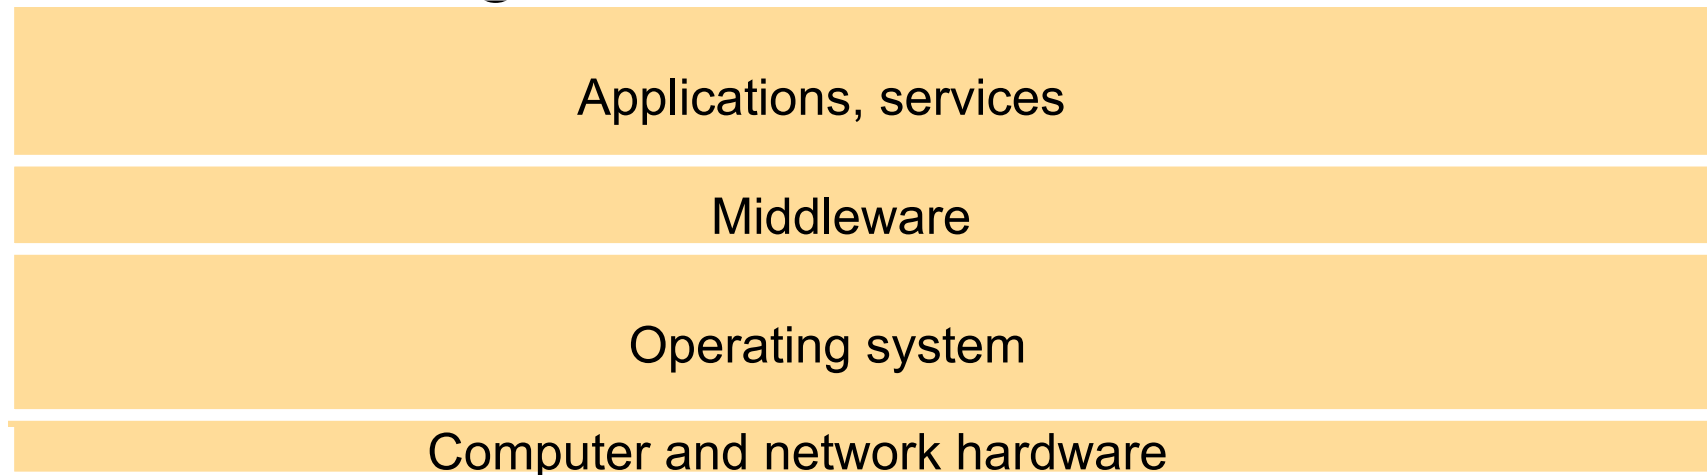 Applications, services
Middleware
Operating system
Computer and network hardware